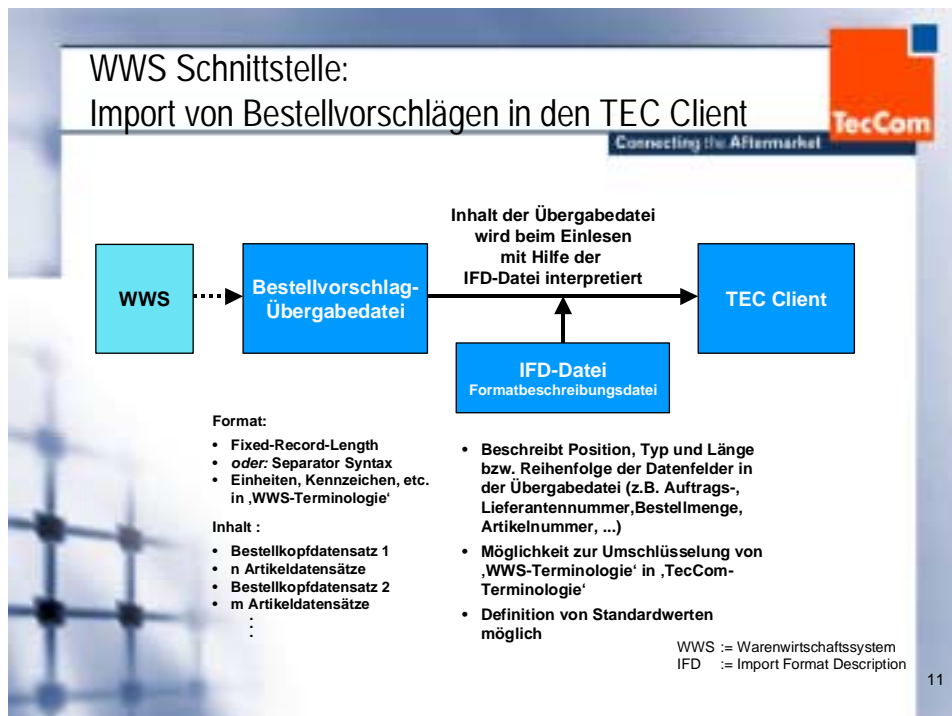 WWS Schnittstelle:
Import von Bestellvorschlägen in den TEC Client
TecCom
Connecting the Aftermarket
Inhalt der Übergabedatei
wird beim Einlesen
mit Hilfe der
IFD-Datei interpretiert
WWS
Bestellvorschlag-
Übergabedatei
TEC Client
IFD-Datei
Formatbeschreibungsdatei
Format:
• Fixed-Record-Length
• oder: Separator Syntax
• Einheiten, Kennzeichen, etc.
in ‚WWS-Terminologie‘
Inhalt :
• Bestellkopfdatensatz 1
• n Artikeldatensätze
• Bestellkopfdatensatz 2
• m Artikeldatensätze
⋮
• Beschreibt Position, Typ und Länge
bzw. Reihenfolge der Datenfelder in
der Übergabedatei (z.B. Auftrags-,
Lieferantennummer,Bestellmenge,
Artikelnummer, ...)
• Möglichkeit zur Umschlüsselung von
‚WWS-Terminologie‘ in ‚TecCom-
Terminologie‘
• Definition von Standardwerten
möglich
WWS := Warenwirtschaftssystem
IFD := Import Format Description
11